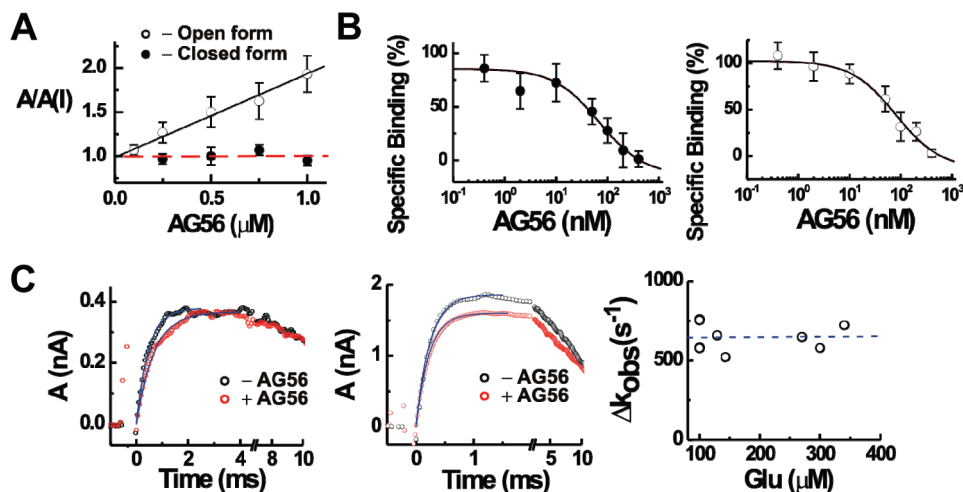 A
○ – Open form
● – Closed form
A/A(I)
2.0
1.5
1.0
0.0 0.5 1.0
AG56 (μM)
B
Specific Binding (%)
100
50
0
10⁻¹ 10⁰ 10¹ 10² 10³
AG56 (nM)
Specific Binding (%)
100
50
0
10⁻¹ 10⁰ 10¹ 10² 10³
AG56 (nM)
C
A (nA)
0.4
0.2
0.0
– AG56
+ AG56
0 2 4 8 10
Time (ms)
A (nA)
2
1
0
– AG56
+ AG56
0 1 5 10
Time (ms)
Δkobs(s⁻¹)
1000
500
0
100 200 300 400
Glu (μM)